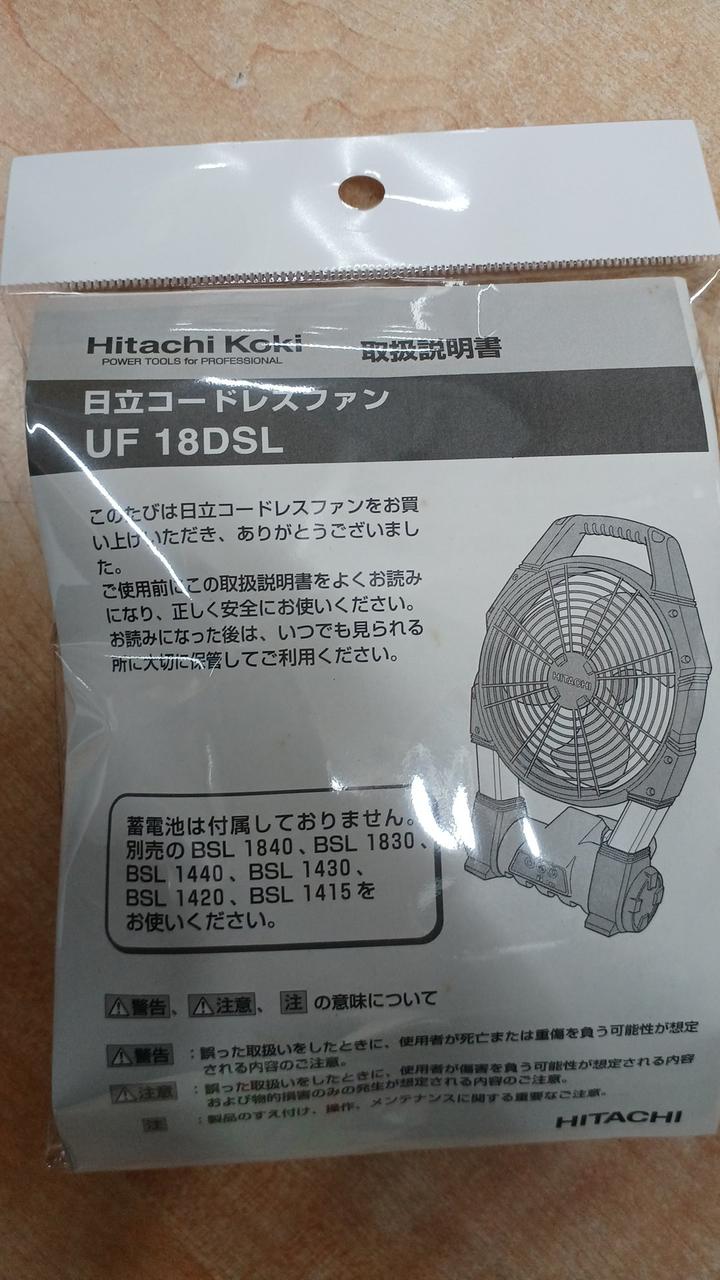 Hitachi Koki 取扱説明書
POWER TOOLS for PROFESSIONAL
日立コードレスファン
UF 18DSL
このたびは日立コードレスファンをお買
い上げいただき、ありがとうございまし
た。
ご使用前にこの取扱説明書をよくお読み
になり、正しく安全にお使いください。
お読みになった後は、いつでも見られる
所に大切に保管してご利用ください。
HITACHI
蓄電池は付属しておりません。
別売の BSL 1840、BSL 1830、
BSL 1440、BSL 1430、
BSL 1420、BSL 1415 を
お使いください。
⚠警告、⚠注意、注 の意味について
⚠警告 :誤った取扱いをしたときに、使用者が死亡または重傷を負う可能性が想定
される内容のご注意。
⚠注意 :誤った取扱いをしたときに、使用者が傷害を負う可能性が想定される内容
および物的損害のみの発生が想定される内容のご注意。
注 :製品のすえ付け、操作、メンテナンスに関する重要なご注意。
HITACHI